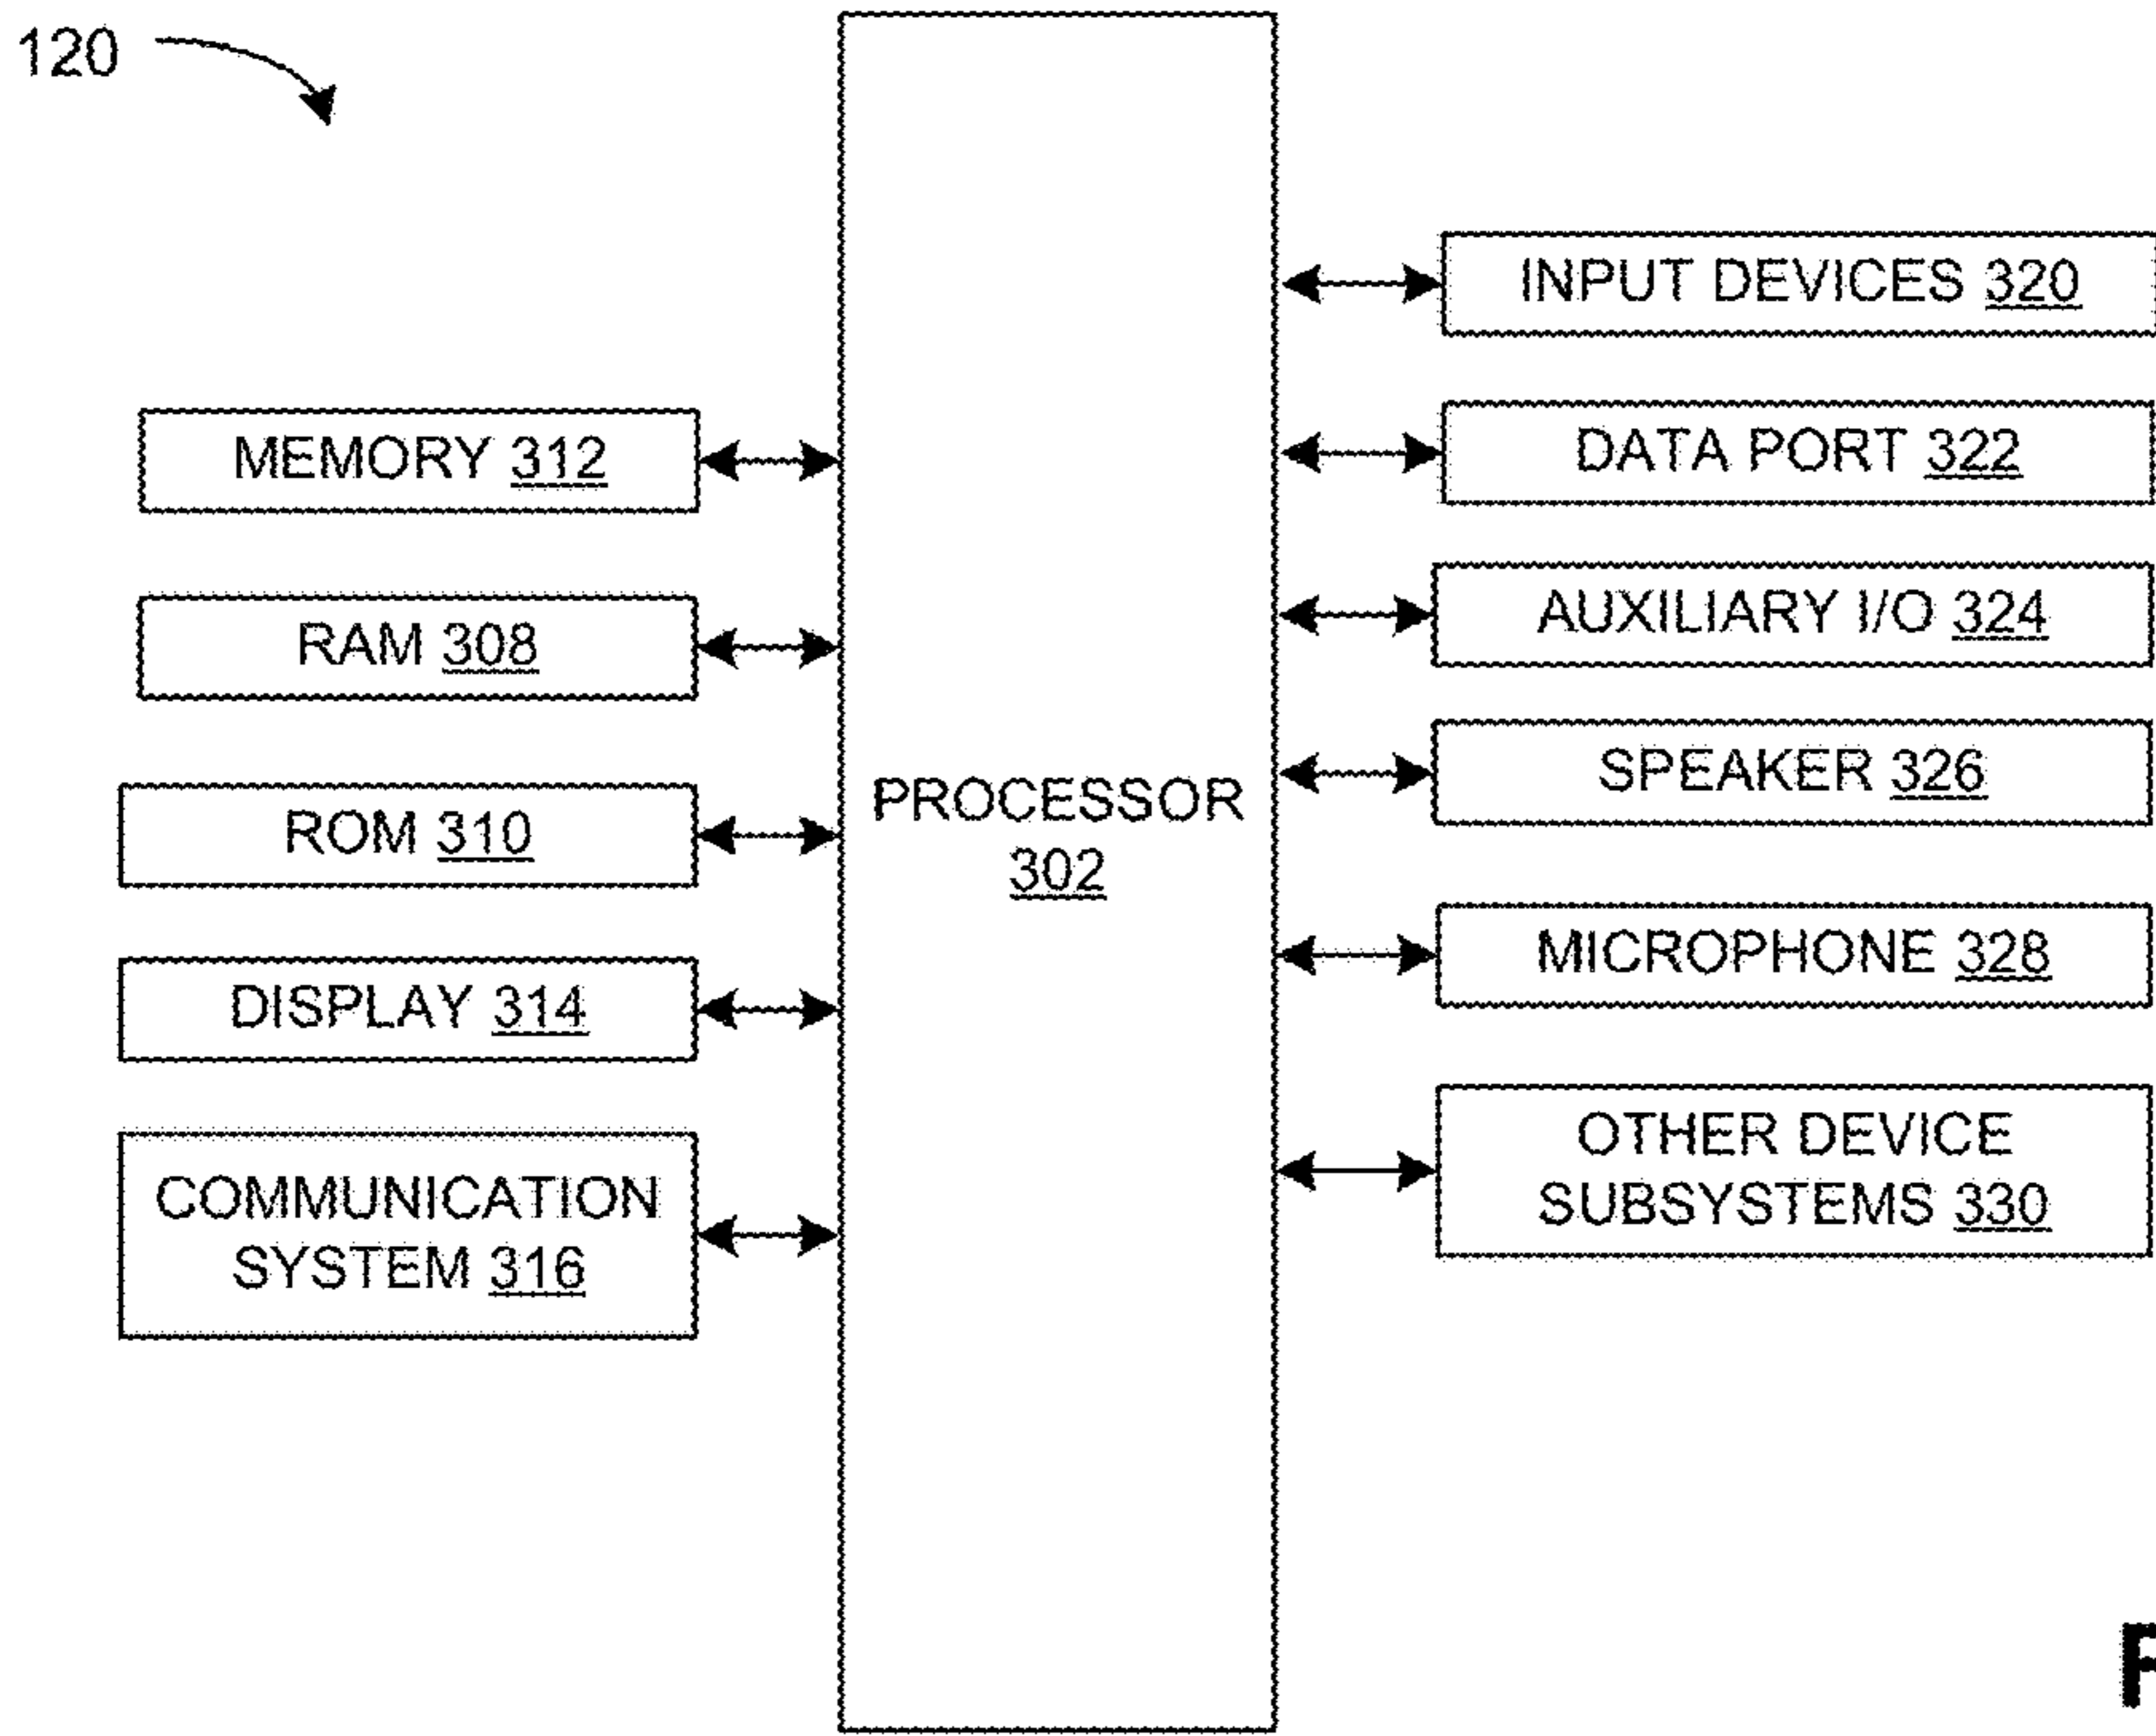 120
MEMORY 312
RAM 308
ROM 310
DISPLAY 314
COMMUNICATION
SYSTEM 316
PROCESSOR
302
INPUT DEVICES 320
DATA PORT 322
AUXILIARY I/O 324
SPEAKER 326
MICROPHONE 328
OTHER DEVICE
SUBSYSTEMS 330